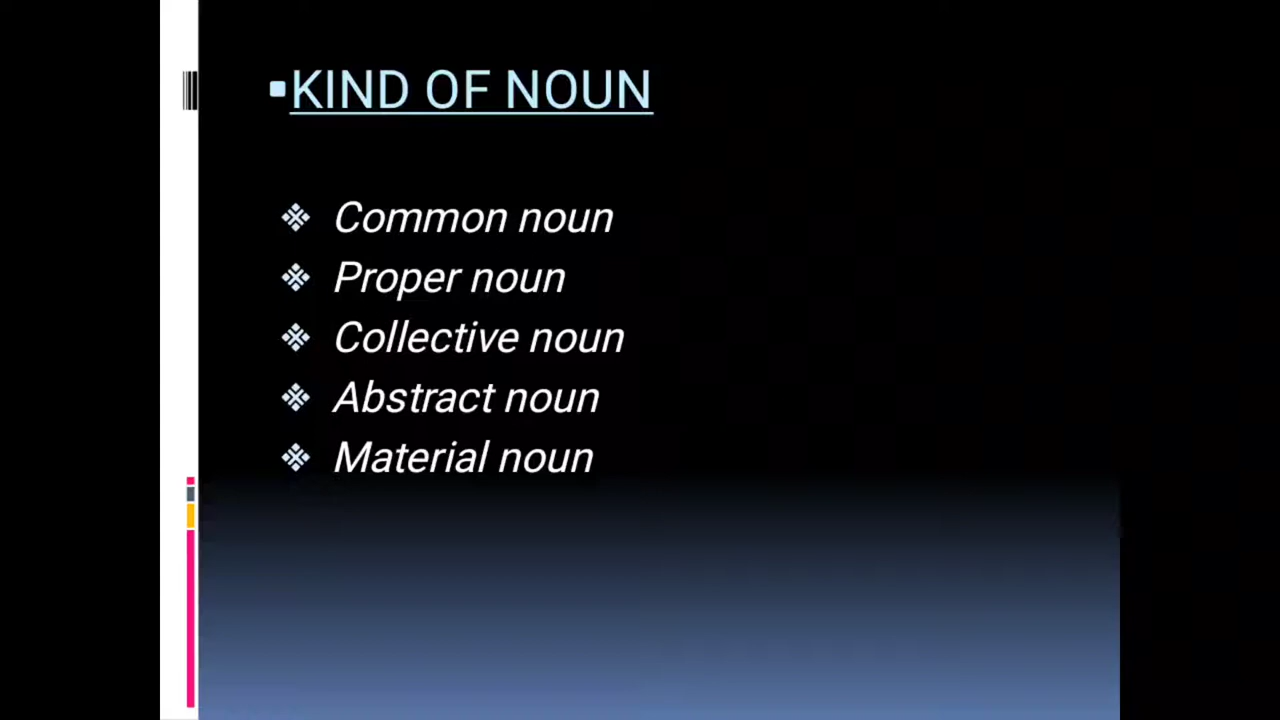 ▪KIND OF NOUN
❖ Common noun
❖ Proper noun
❖ Collective noun
❖ Abstract noun
❖ Material noun